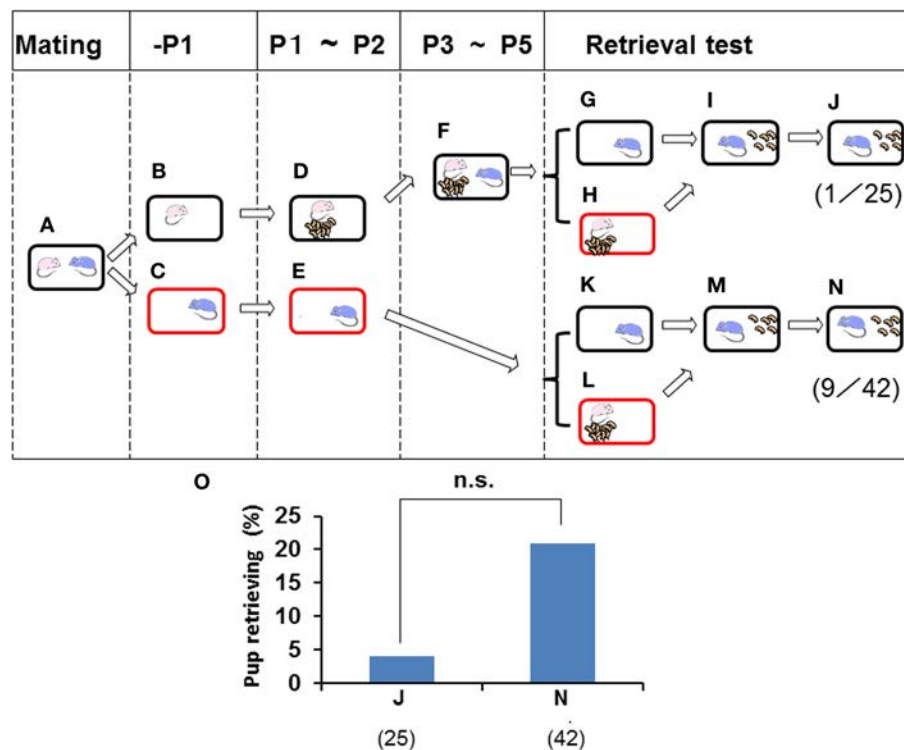 Mating -P1 P1 ~ P2 P3 ~ P5 Retrieval test
G I J
F
B D
A
(1/25)
H
C E
K M N
L
(9/42)
O
n.s.
Pup retrieving (%)
25
20
15
10
5
0
J N
(25) (42)